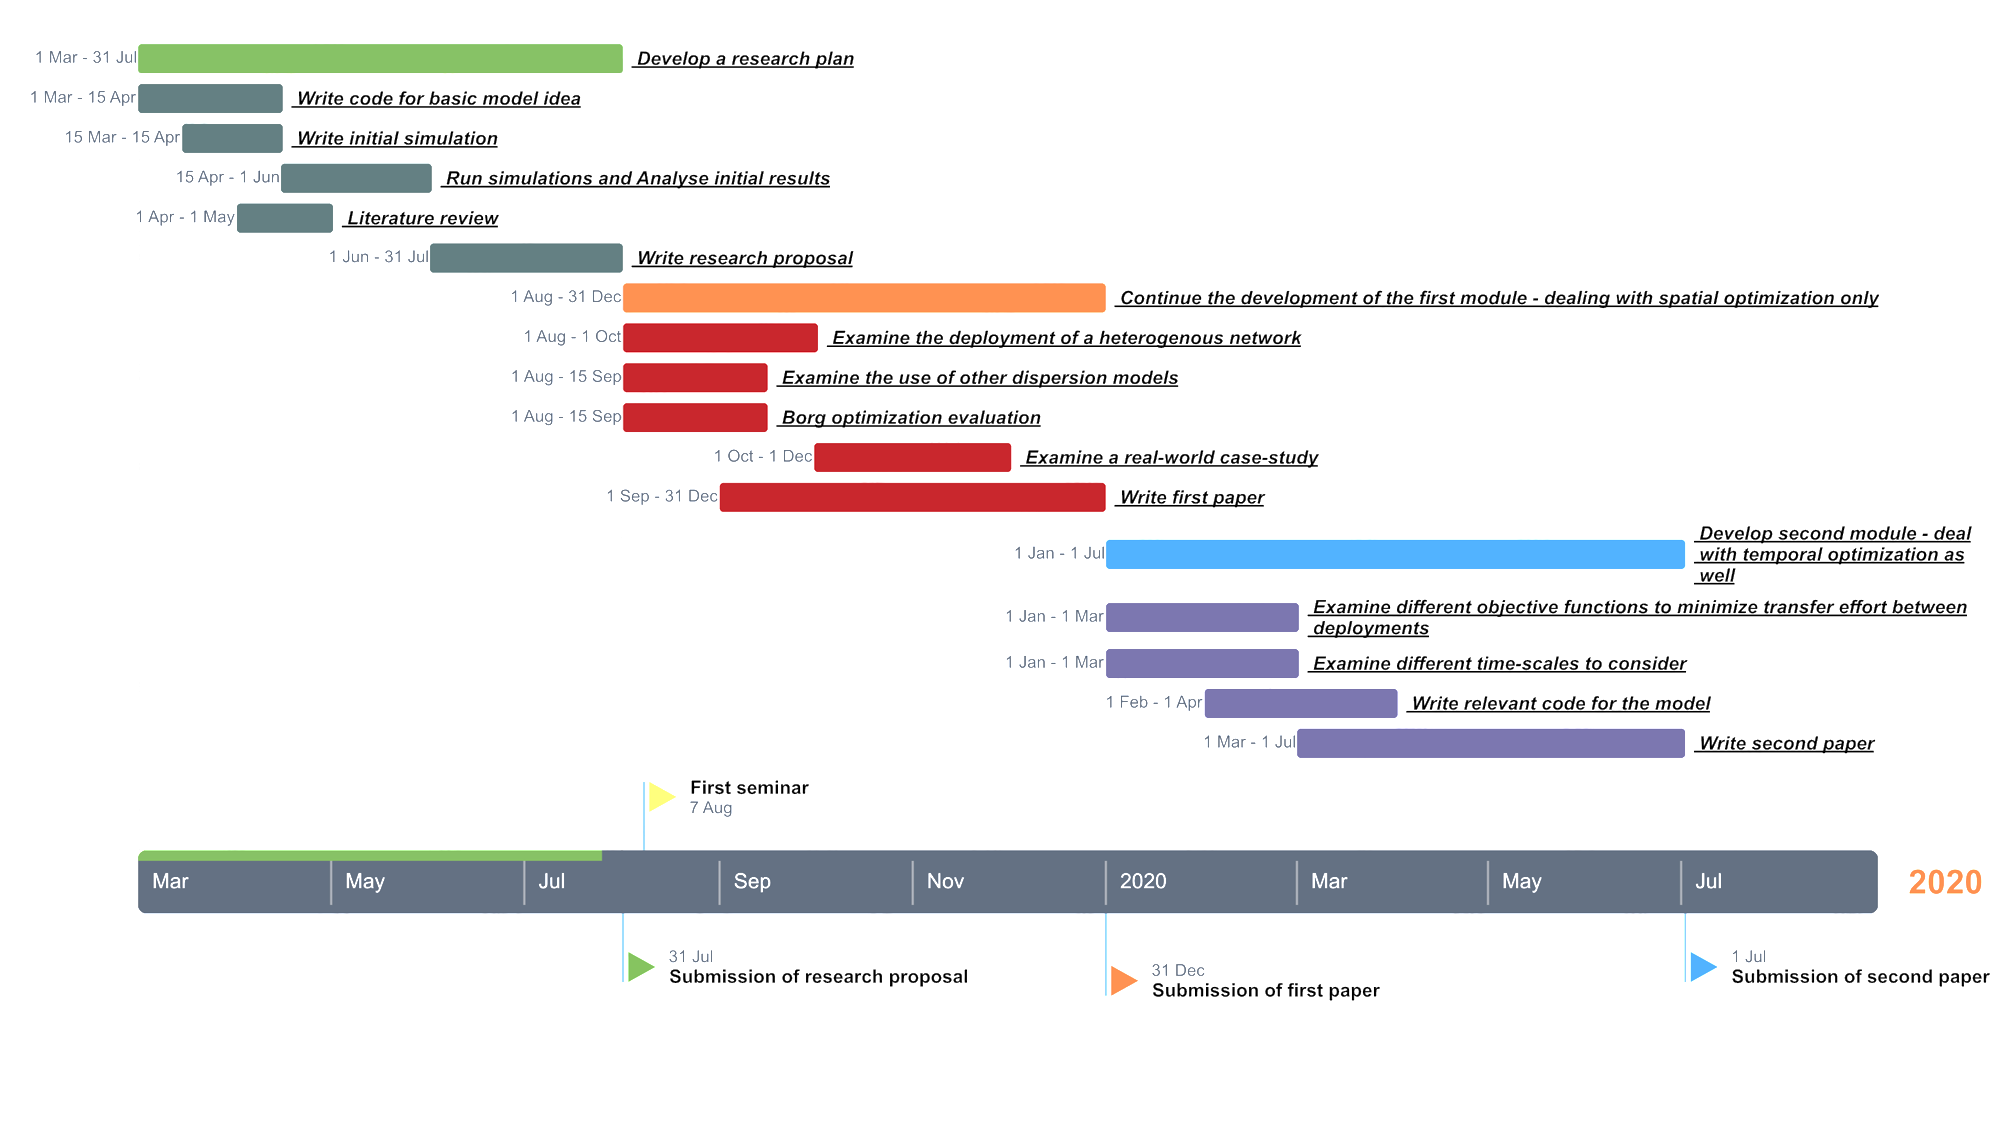 1 Mar - 31 Jul Develop a research plan
1 Mar - 15 Apr Write code for basic model idea
15 Mar - 15 Apr Write initial simulation
15 Apr - 1 Jun Run simulations and Analyse initial results
1 Apr - 1 May Literature review
1 Jun - 31 Jul Write research proposal
1 Aug - 31 Dec Continue the development of the first module - dealing with spatial optimization only
1 Aug - 1 Oct Examine the deployment of a heterogenous network
1 Aug - 15 Sep Examine the use of other dispersion models
1 Aug - 15 Sep Borg optimization evaluation
1 Oct - 1 Dec Examine a real-world case-study
1 Sep - 31 Dec Write first paper
1 Jan - 1 Jul Develop second module - deal
with temporal optimization as
well
1 Jan - 1 Mar Examine different objective functions to minimize transfer effort between
deployments
1 Jan - 1 Mar Examine different time-scales to consider
1 Feb - 1 Apr Write relevant code for the model
1 Mar - 1 Jul Write second paper
First seminar
7 Aug
Mar May Jul Sep Nov 2020 Mar May Jul 2020
31 Jul
Submission of research proposal
31 Dec
Submission of first paper
1 Jul
Submission of second paper